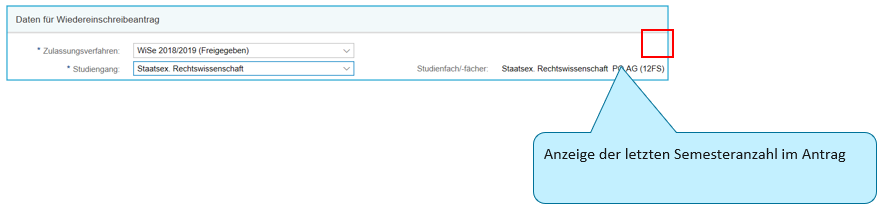 Daten für Wiedereinschreibeantrag
* Zulassungsverfahren: WiSe 2018/2019 (Freigegeben)
* Studiengang: Staatsex. Rechtswissenschaft Studienfach/-fächer: Staatsex. Rechtswissenschaft AG (12FS)
Anzeige der letzten Semesteranzahl im Antrag